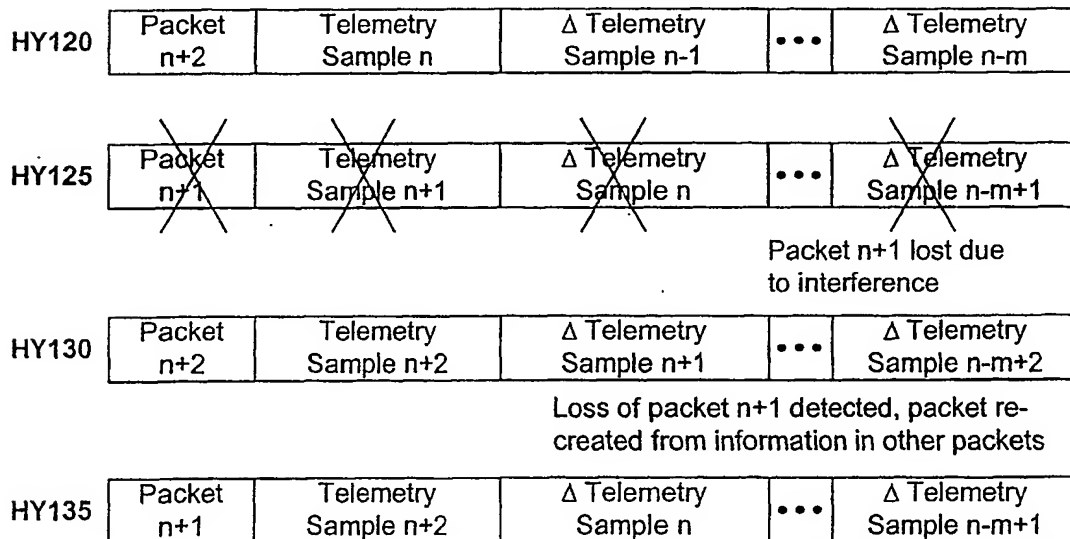 HY120
Packet n+2
Telemetry Sample n
Δ Telemetry Sample n-1
•••
Δ Telemetry Sample n-m
HY125
Packet n+1
Telemetry Sample n+1
Δ Telemetry Sample n
•••
Δ Telemetry Sample n-m+1
Packet n+1 lost due
to interference
HY130
Packet n+2
Telemetry Sample n+2
Δ Telemetry Sample n+1
•••
Δ Telemetry Sample n-m+2
Loss of packet n+1 detected, packet re-
created from information in other packets
HY135
Packet n+1
Telemetry Sample n+2
Δ Telemetry Sample n
•••
Δ Telemetry Sample n-m+1